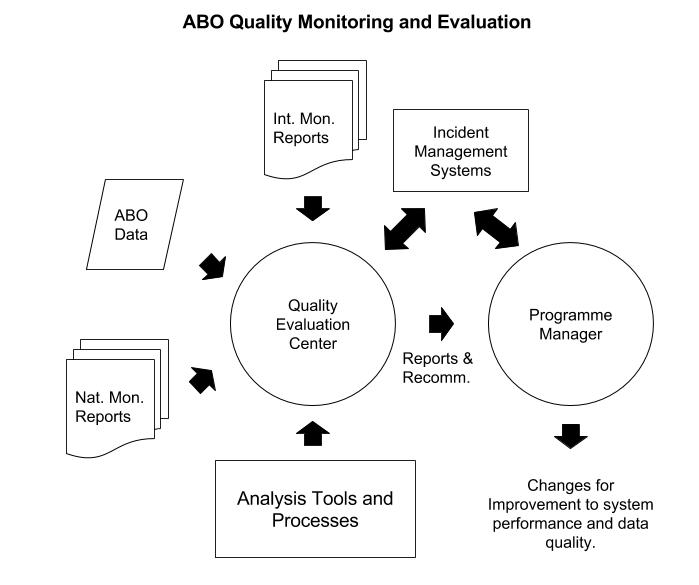 ABO Quality Monitoring and Evaluation
Int. Mon.
Reports
Incident
Management
Systems
ABO
Data
Quality
Evaluation
Center
Programme
Manager
Reports &
Recomm.
Nat. Mon.
Reports
Analysis Tools and
Processes
Changes for
Improvement to system
performance and data
quality.